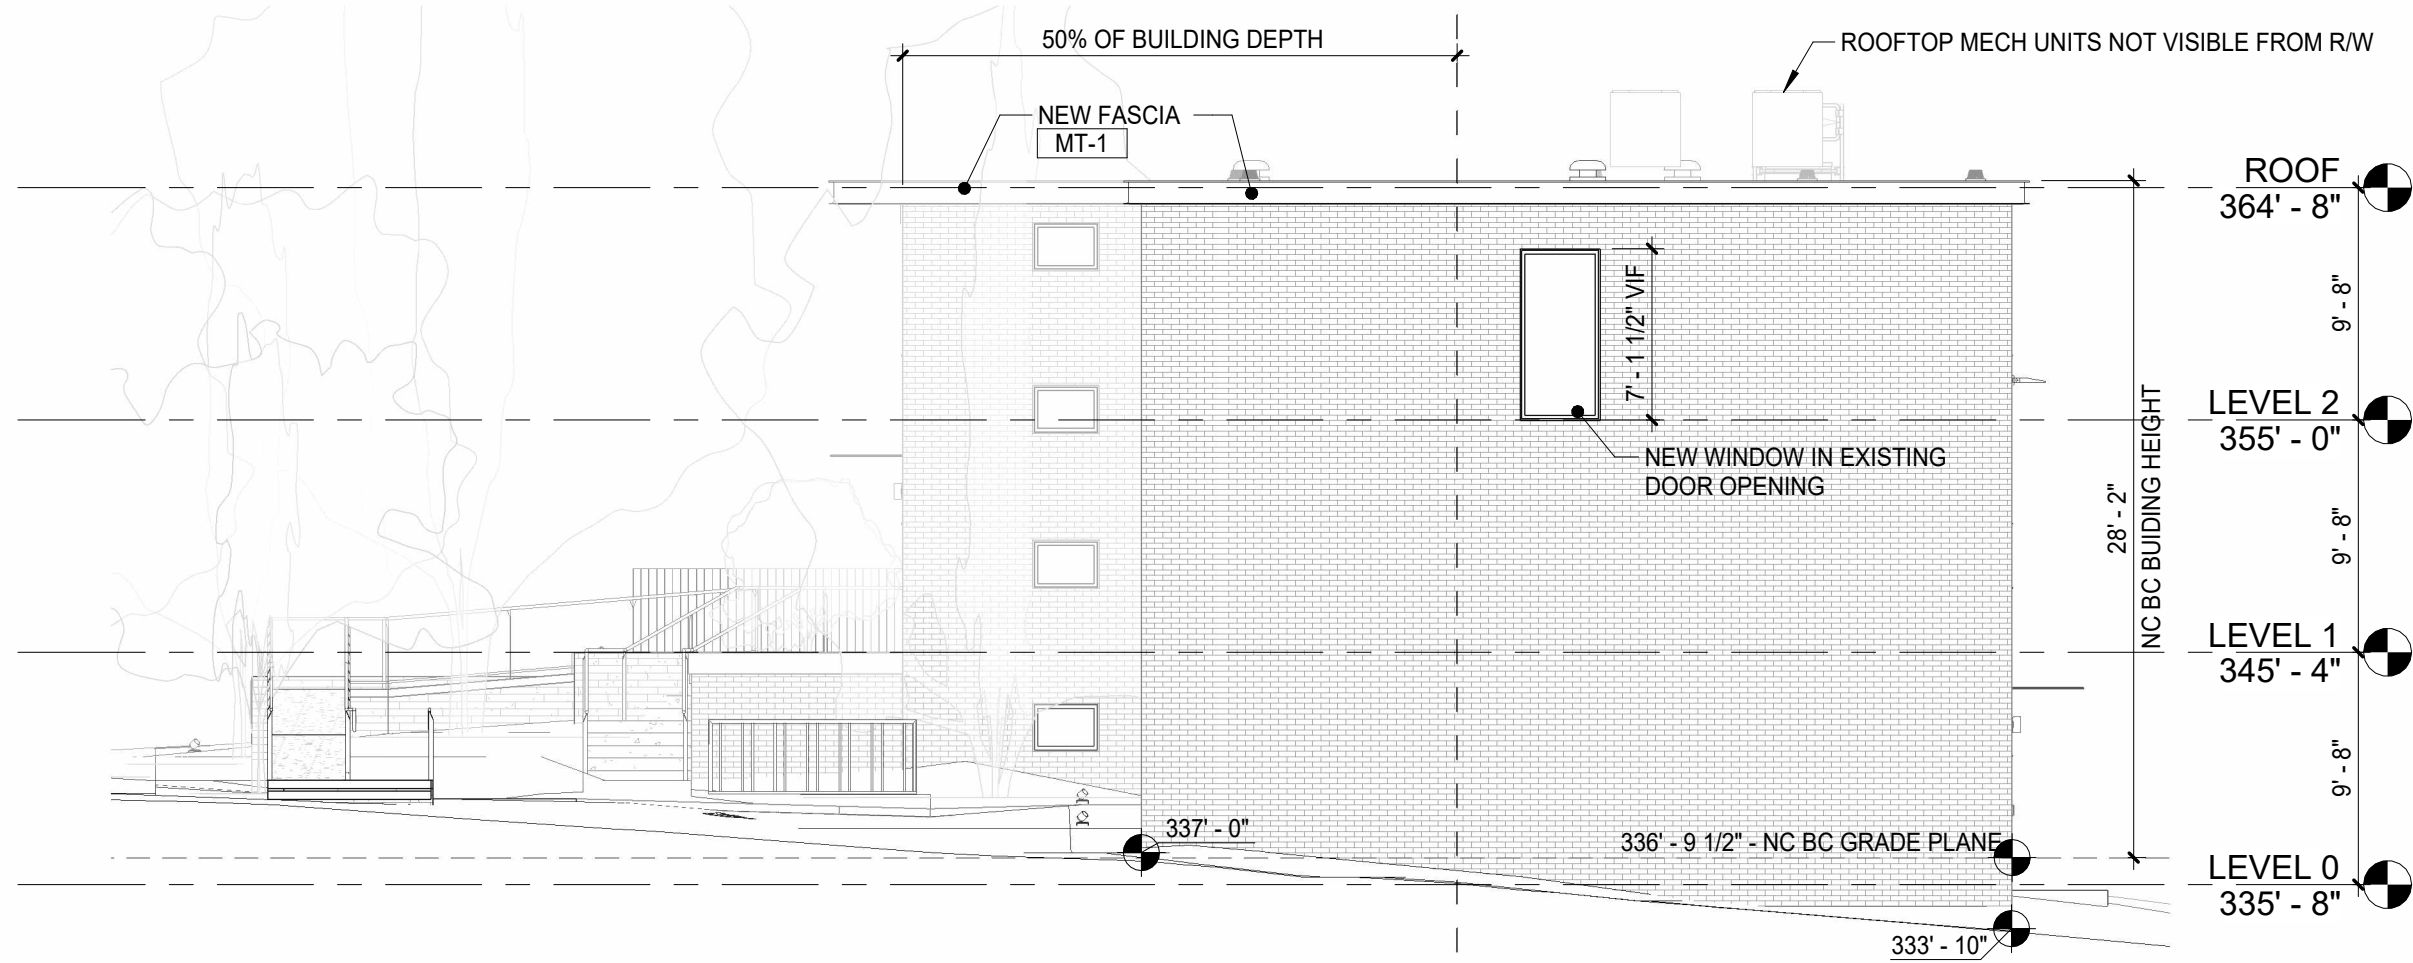 50% OF BUILDING DEPTH
ROOFTOP MECH UNITS NOT VISIBLE FROM R/W
NEW FASCIA
MT-1
ROOF
364' - 8"
9' - 8"
7' - 1 1/2" VIF
LEVEL 2
355' - 0"
NEW WINDOW IN EXISTING
DOOR OPENING
28' - 2"
NC BC BUIDING HEIGHT
9' - 8"
LEVEL 1
345' - 4"
9' - 8"
337' - 0"
336' - 9 1/2" - NC BC GRADE PLANE
LEVEL 0
335' - 8"
333' - 10"